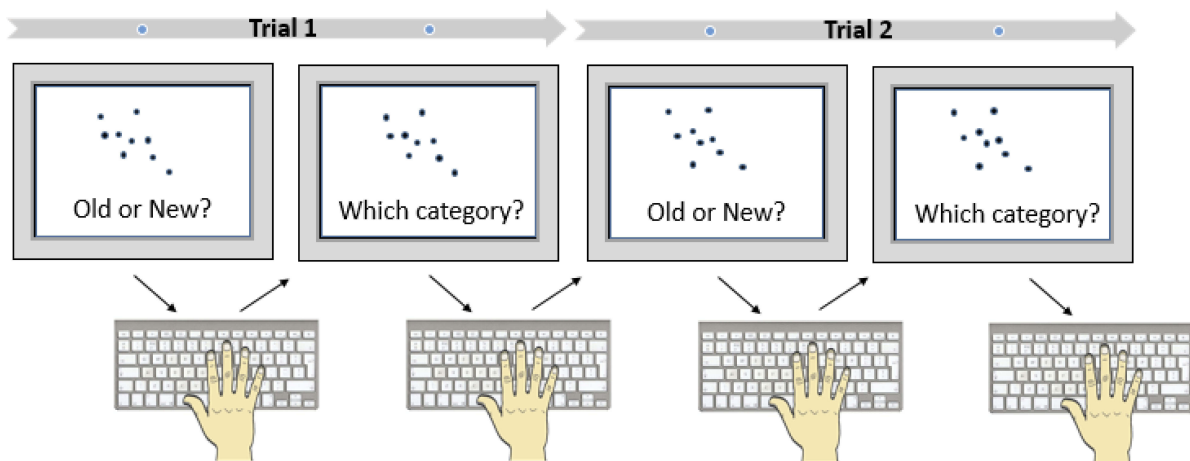 Trial 1
Trial 2
Old or New?
Which category?
Old or New?
Which category?